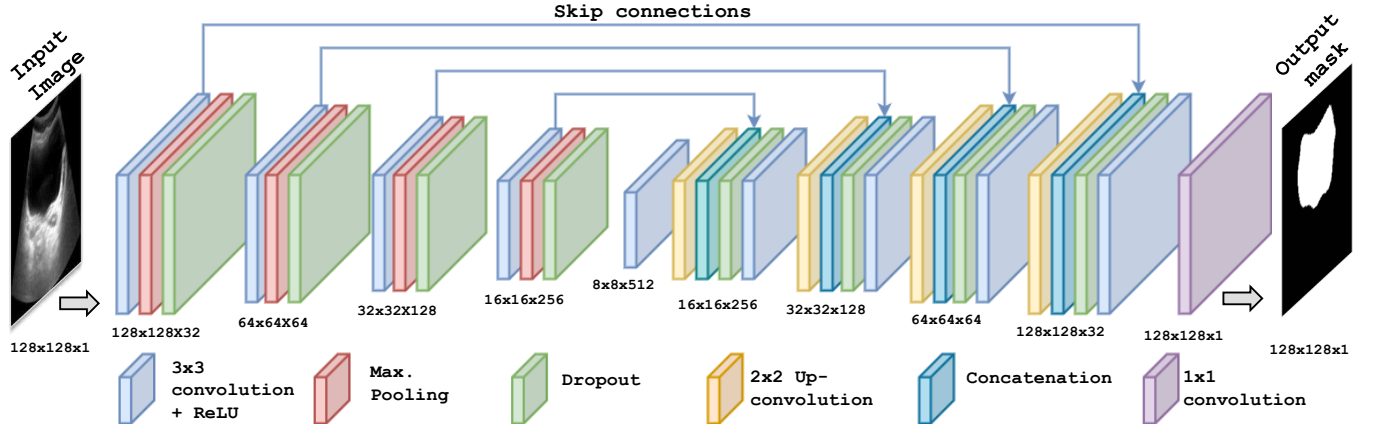 Skip connections
Input
Image
Output
mask
128x128x1
128x128X32
64x64X64
32x32X128
16x16x256
8x8x512
16x16x256
32x32x128
64x64x64
128x128x32
128x128x1
128x128x1
3x3
convolution
+ ReLU
Max.
Pooling
Dropout
2x2 Up-
convolution
Concatenation
1x1
convolution